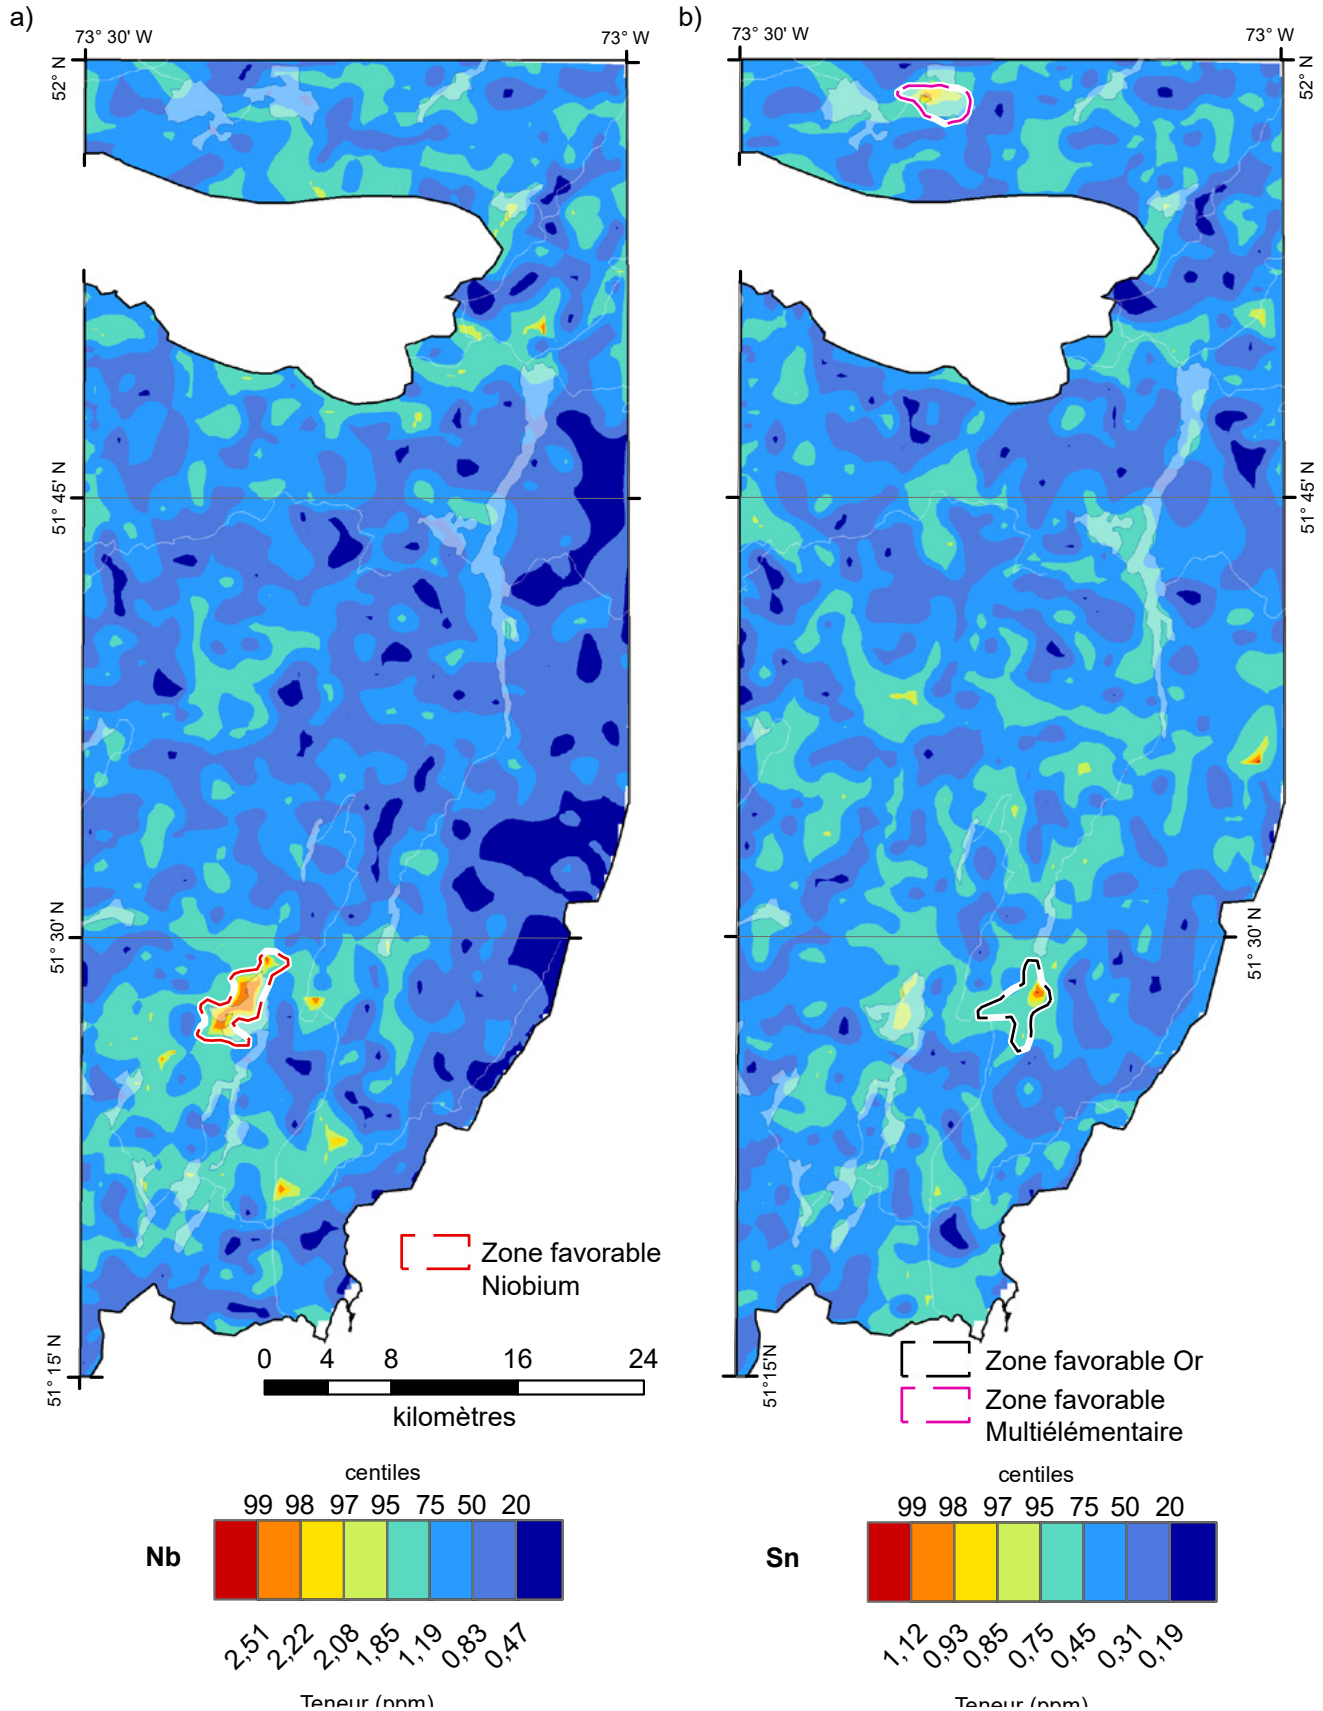 a)
73° 30' W
73° W
52° N
51° 45' N
51° 30' N
51° 15' N
Zone favorable
Niobium
0 4 8 16 24
kilomètres
centiles
99 98 97 95 75 50 20
Nb
2,51 2,22 2,08 1,85 1,19 0,83 0,47
Teneur (ppm)
b)
73° 30' W
73° W
52° N
51° 45' N
51° 30' N
51° 15'N
Zone favorable Or
Zone favorable
Multiélémentaire
centiles
99 98 97 95 75 50 20
Sn
1,12 0,93 0,85 0,75 0,45 0,31 0,19
Teneur (ppm)